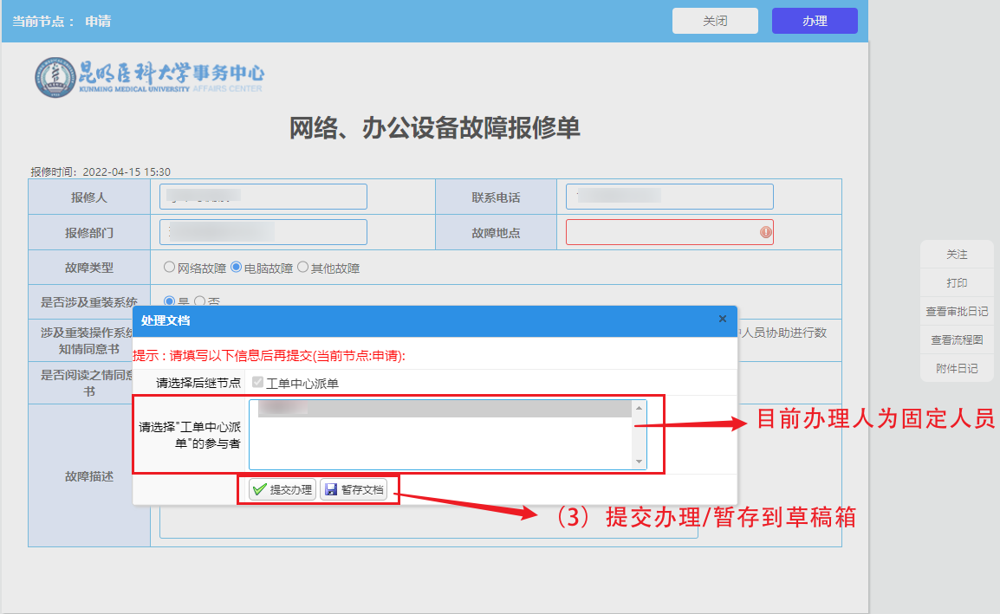 当前节点： 申请
关闭
办理
昆明医科大学事务中心
KUNMING MEDICAL UNIVERSITY AFFAIRS CENTER
网络、办公设备故障报修单
报修时间：2022-04-15 15:30
报修人
联系电话
报修部门
故障地点
故障类型
网络故障 电脑故障 其他故障
是否涉及重装系统
是 否
涉及重装操作系统
知情同意书
人员协助进行数
是否阅读之情同意
书
故障描述
处理文档
提示：请填写以下信息后再提交(当前节点:申请):
请选择后继节点
工单中心派单
请选择"工单中心派
单"的参与者
提交办理
暂存文档
目前办理人为固定人员
（3）提交办理/暂存到草稿箱
关注
打印
查看审批日记
查看流程图
附件日记